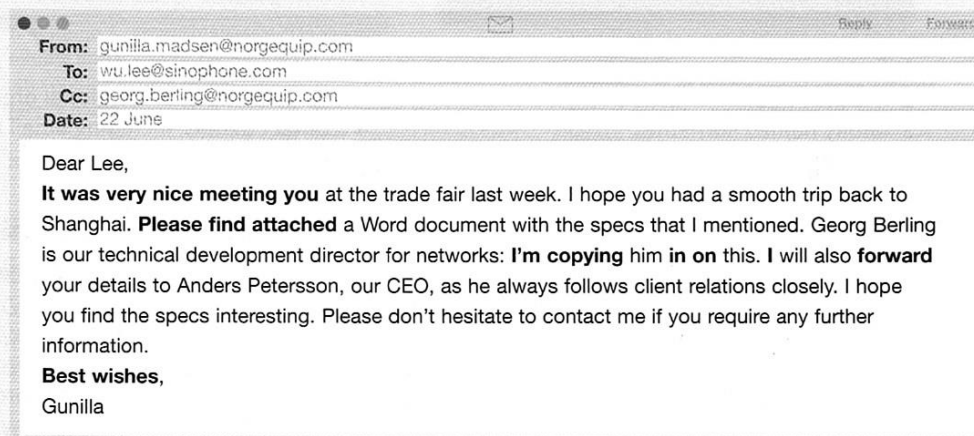 Reply Forward
From: gunilla.madsen@norgequip.com
To: wu.lee@sinophone.com
Cc: georg.berling@norgequip.com
Date: 22 June
Dear Lee,
It was very nice meeting you at the trade fair last week. I hope you had a smooth trip back to
Shanghai. Please find attached a Word document with the specs that I mentioned. Georg Berling
is our technical development director for networks: I'm copying him in on this. I will also forward
your details to Anders Petersson, our CEO, as he always follows client relations closely. I hope
you find the specs interesting. Please don't hesitate to contact me if you require any further
information.
Best wishes,
Gunilla